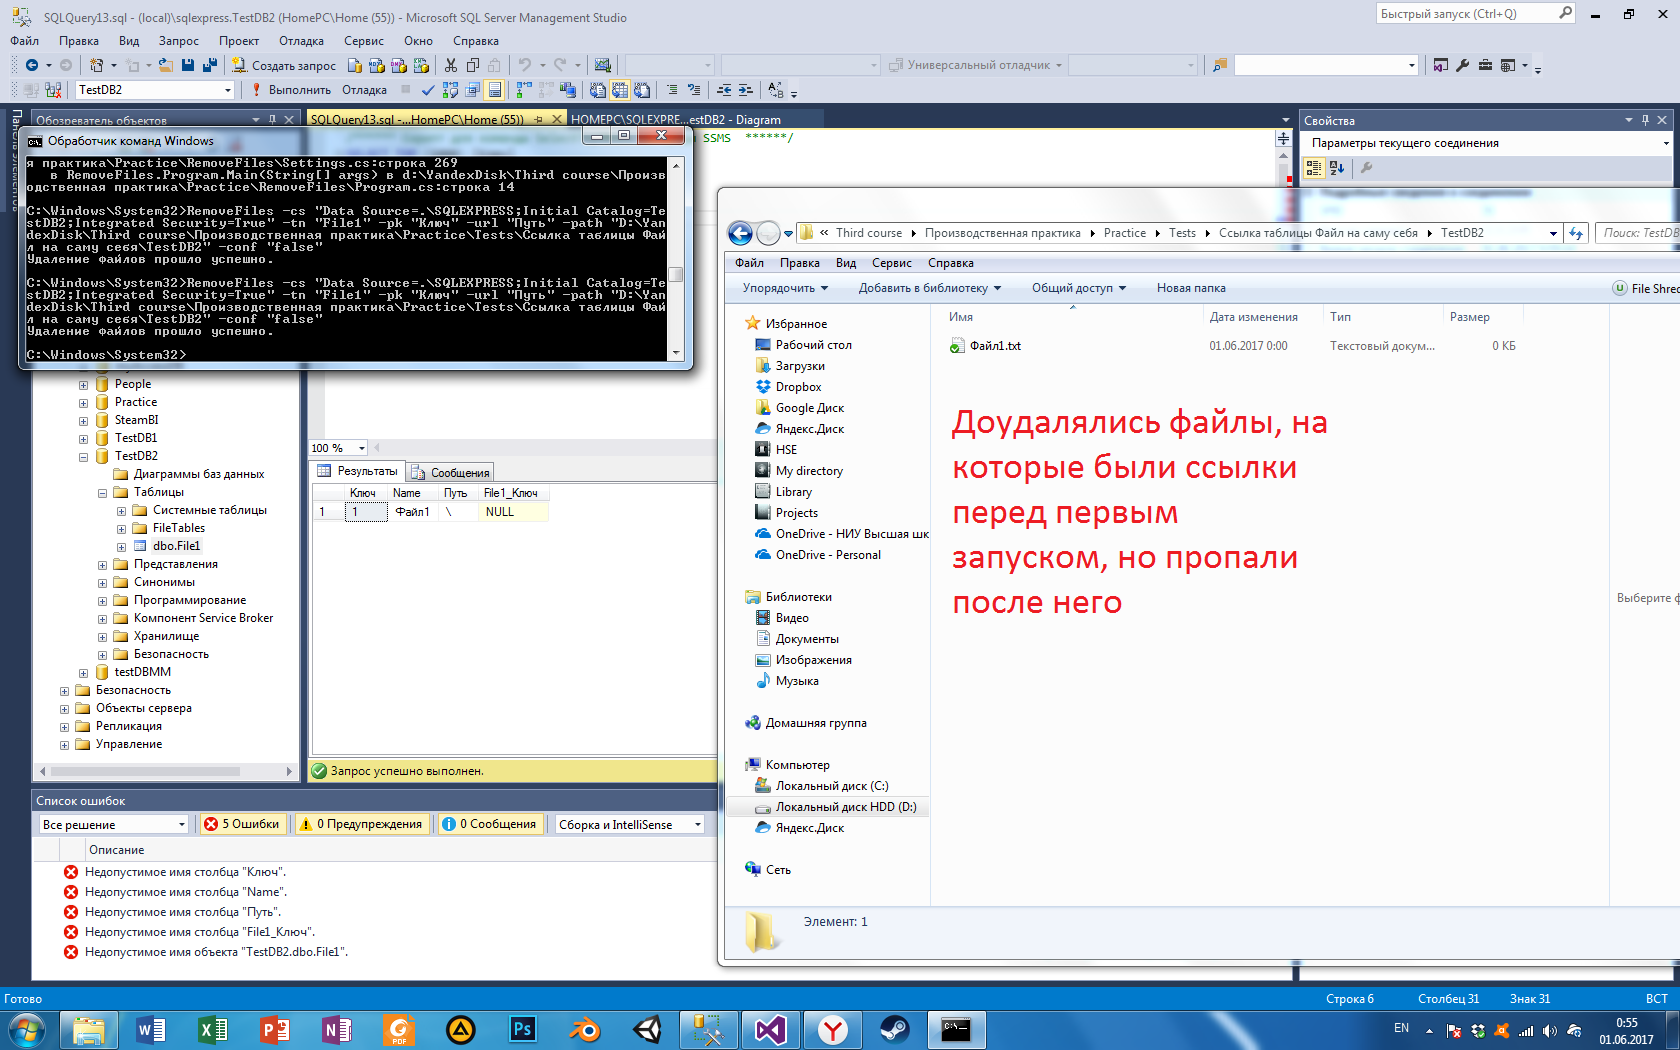 SQLQuery13.sql - (local)\sqlexpress.TestDB2 (HomePC\Home (55)) - Microsoft SQL Server Management Studio
Быстрый запуск (Ctrl+Q)
Файл Правка Вид Запрос Проект Отладка Сервис Окно Справка
Создать запрос
Универсальный отладчик
TestDB2
Выполнить Отладка
Обозреватель объектов
SQLQuery13.sql -...HomePC\Home (55))
HOMEPC\SQLEXPRE...estDB2 - Diagram
SSMS ******/
Свойства
Параметры текущего соединения
Обработчик команд Windows
я практика\Practice\RemoveFiles\Settings.cs:строка 269
в RemoveFiles.Program.Main(String[] args) в d:\YandexDisk\Third course\Произв
одственная практика\Practice\RemoveFiles\Program.cs:строка 14
C:\Windows\System32>RemoveFiles -cs "Data Source=.\SQLEXPRESS;Initial Catalog=Te
stDB2;Integrated Security=True" -tn "File1" -pk "Ключ" -url "Путь" -path "D:\Yan
dexDisk\Third course\Производственная практика\Practice\Tests\Ссылка таблицы Фай
л на саму себя\TestDB2" -conf "false"
Удаление файлов прошло успешно.
C:\Windows\System32>RemoveFiles -cs "Data Source=.\SQLEXPRESS;Initial Catalog=Te
stDB2;Integrated Security=True" -tn "File1" -pk "Ключ" -url "Путь" -path "D:\Yan
dexDisk\Third course\Производственная практика\Practice\Tests\Ссылка таблицы Фай
л на саму себя\TestDB2" -conf "false"
Удаление файлов прошло успешно.
C:\Windows\System32>
People
Practice
SteamBI
TestDB1
TestDB2
Диаграммы баз данных
Таблицы
Системные таблицы
FileTables
dbo.File1
Представления
Синонимы
Программирование
Компонент Service Broker
Хранилище
Безопасность
testDBMM
Безопасность
Объекты сервера
Репликация
Управление
100 %
Результаты Сообщения
Ключ Name Путь File1_Ключ
1 1 Файл1 \ NULL
Запрос успешно выполнен.
« Third course Производственная практика Practice Tests Ссылка таблицы Файл на саму себя TestDB2
Поиск: TestDB
Файл Правка Вид Сервис Справка
Упорядочить Добавить в библиотеку Общий доступ Новая папка
File Shred
Имя Дата изменения Тип Размер
Файл1.txt 01.06.2017 0:00 Текстовый докум... 0 КБ
Избранное
Рабочий стол
Загрузки
Dropbox
Google Диск
Яндекс.Диск
HSE
My directory
Library
Projects
OneDrive - НИУ Высшая шк
OneDrive - Personal
Библиотеки
Видео
Документы
Изображения
Музыка
Домашняя группа
Компьютер
Локальный диск (C:)
Локальный диск HDD (D:)
Яндекс.Диск
Сеть
Доудалялись файлы, на
которые были ссылки
перед первым
запуском, но пропали
после него
Выберите ф
Элемент: 1
Список ошибок
Все решение
5 Ошибки
0 Предупреждения
0 Сообщения
Сборка и IntelliSense
Описание
Недопустимое имя столбца "Ключ".
Недопустимое имя столбца "Name".
Недопустимое имя столбца "Путь".
Недопустимое имя столбца "File1_Ключ".
Недопустимое имя объекта "TestDB2.dbo.File1".
Готово
Строка 6 Столбец 31 Знак 31 ВСТ
EN
0:55
01.06.2017